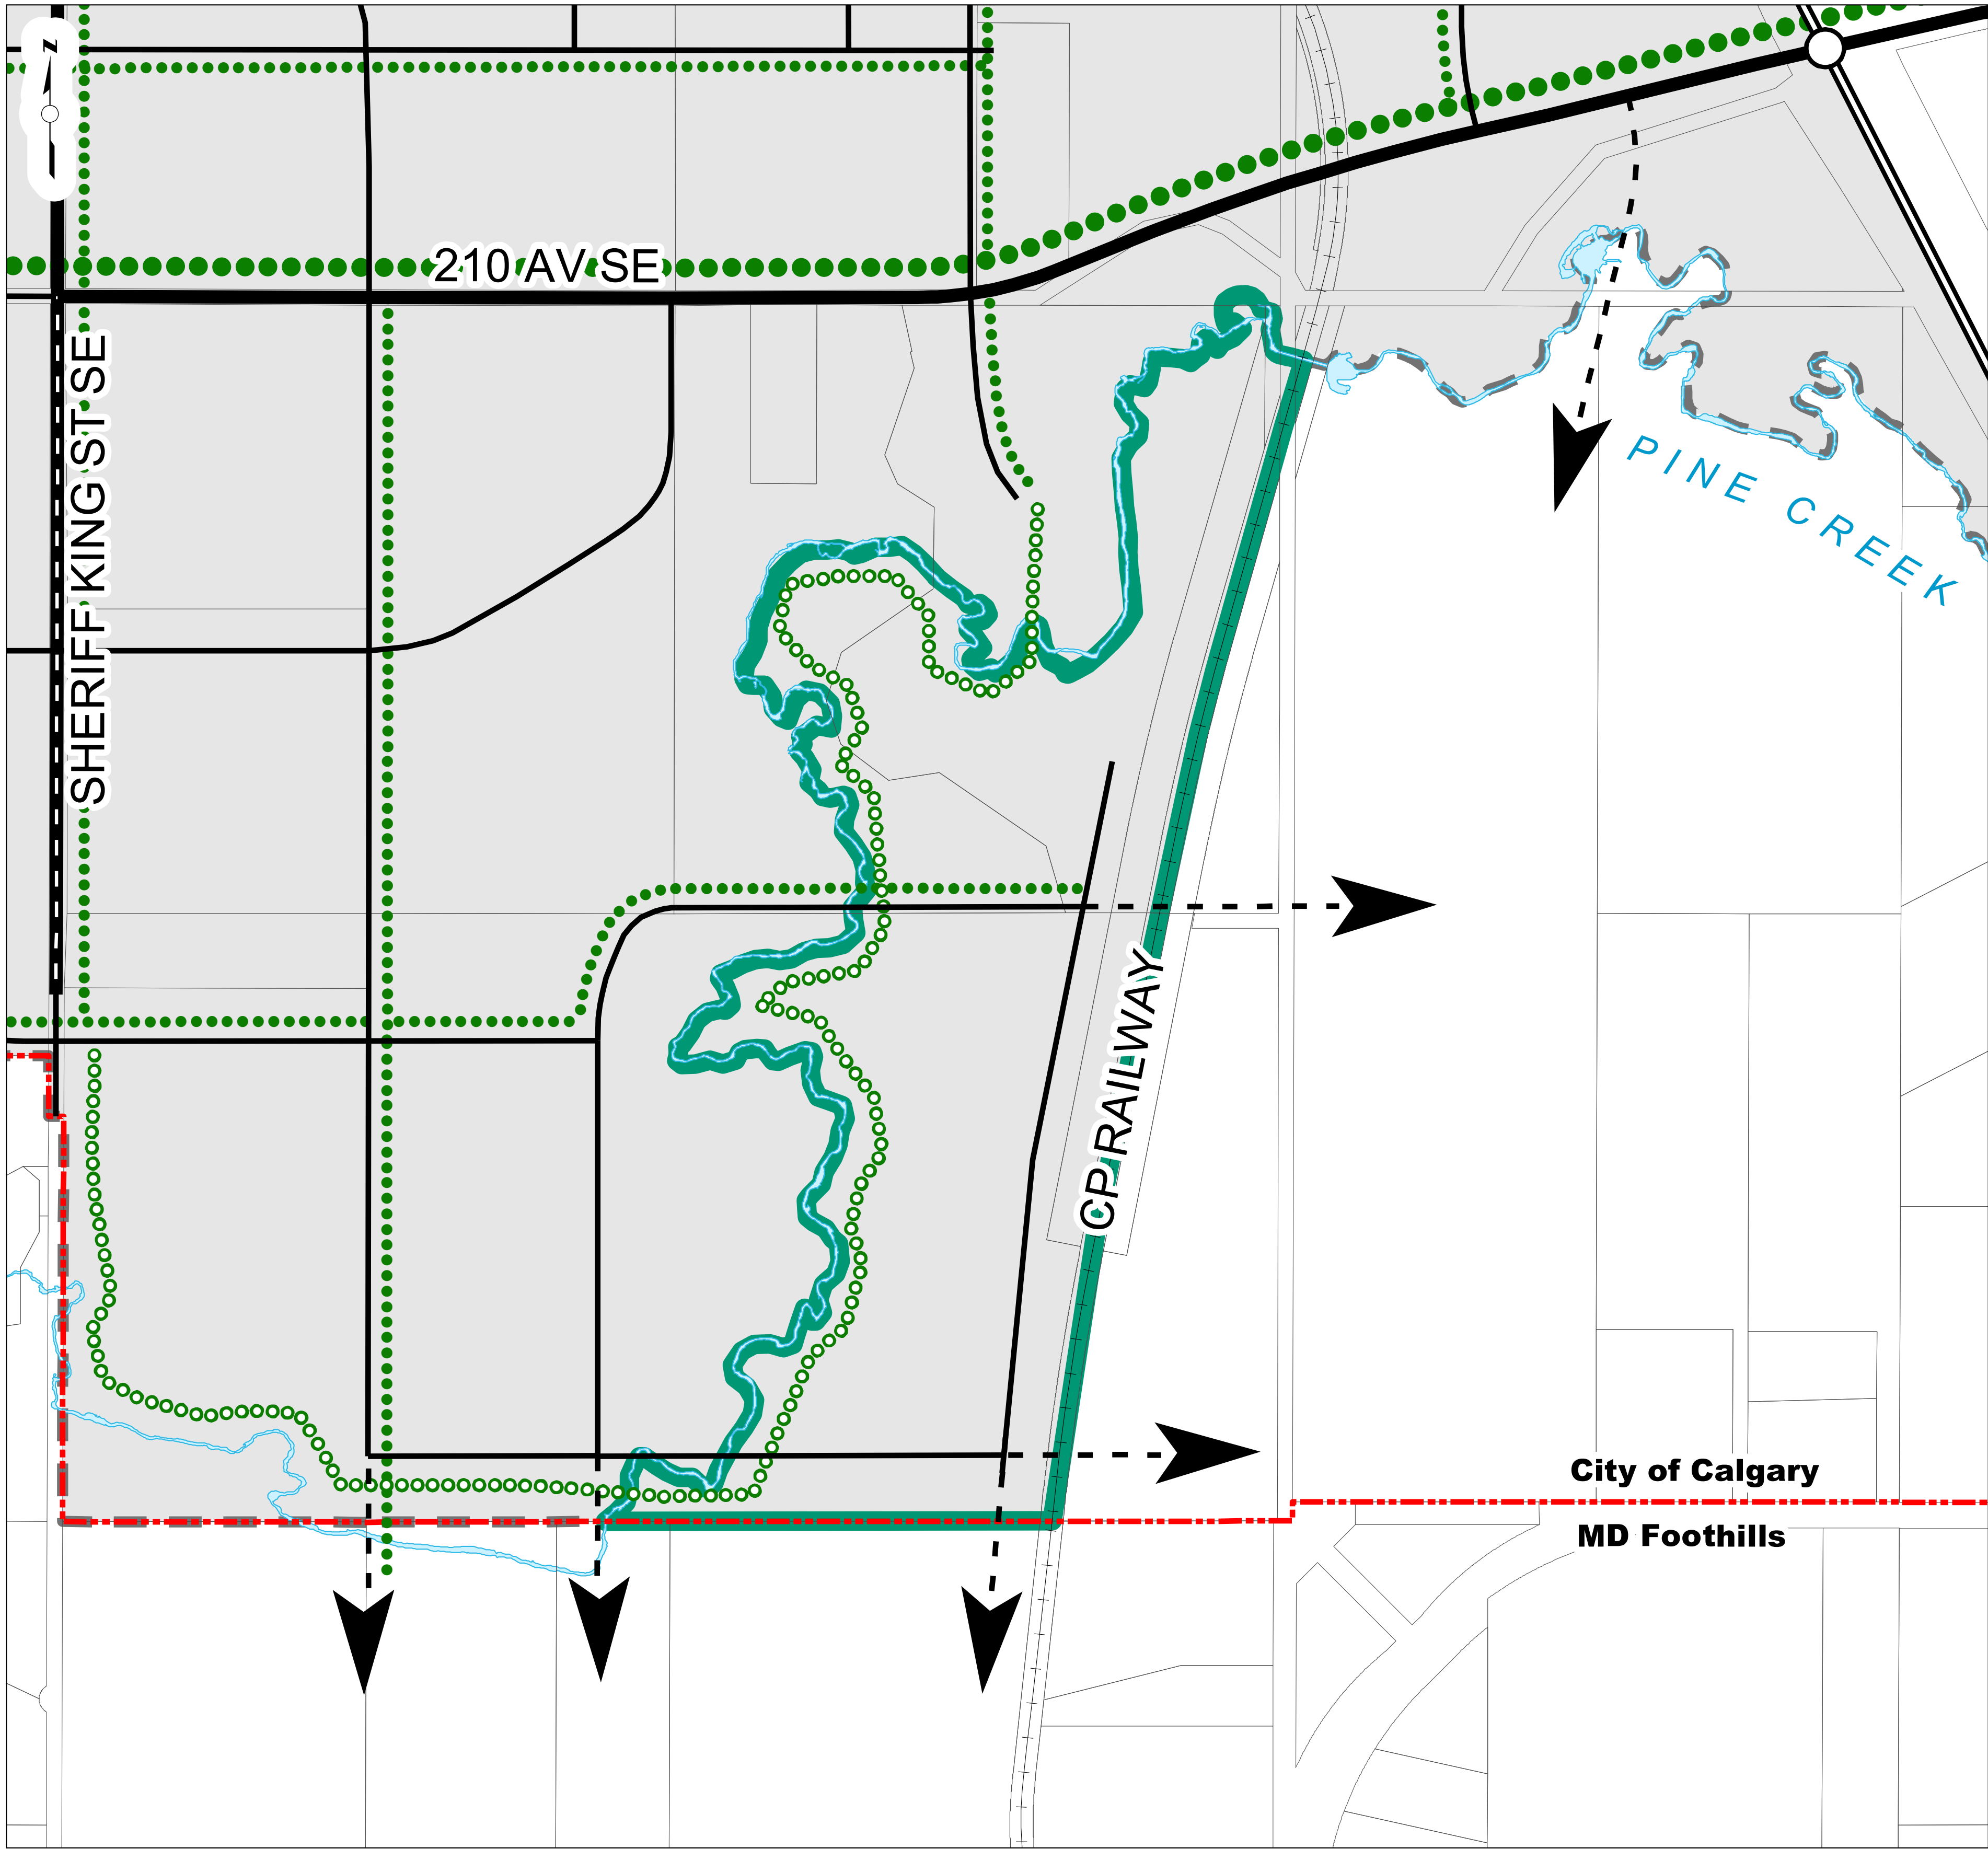 N
210 AV SE
SHERIFF KING ST SE
PINE CREEK
CP RAILWAY
City of Calgary
MD Foothills